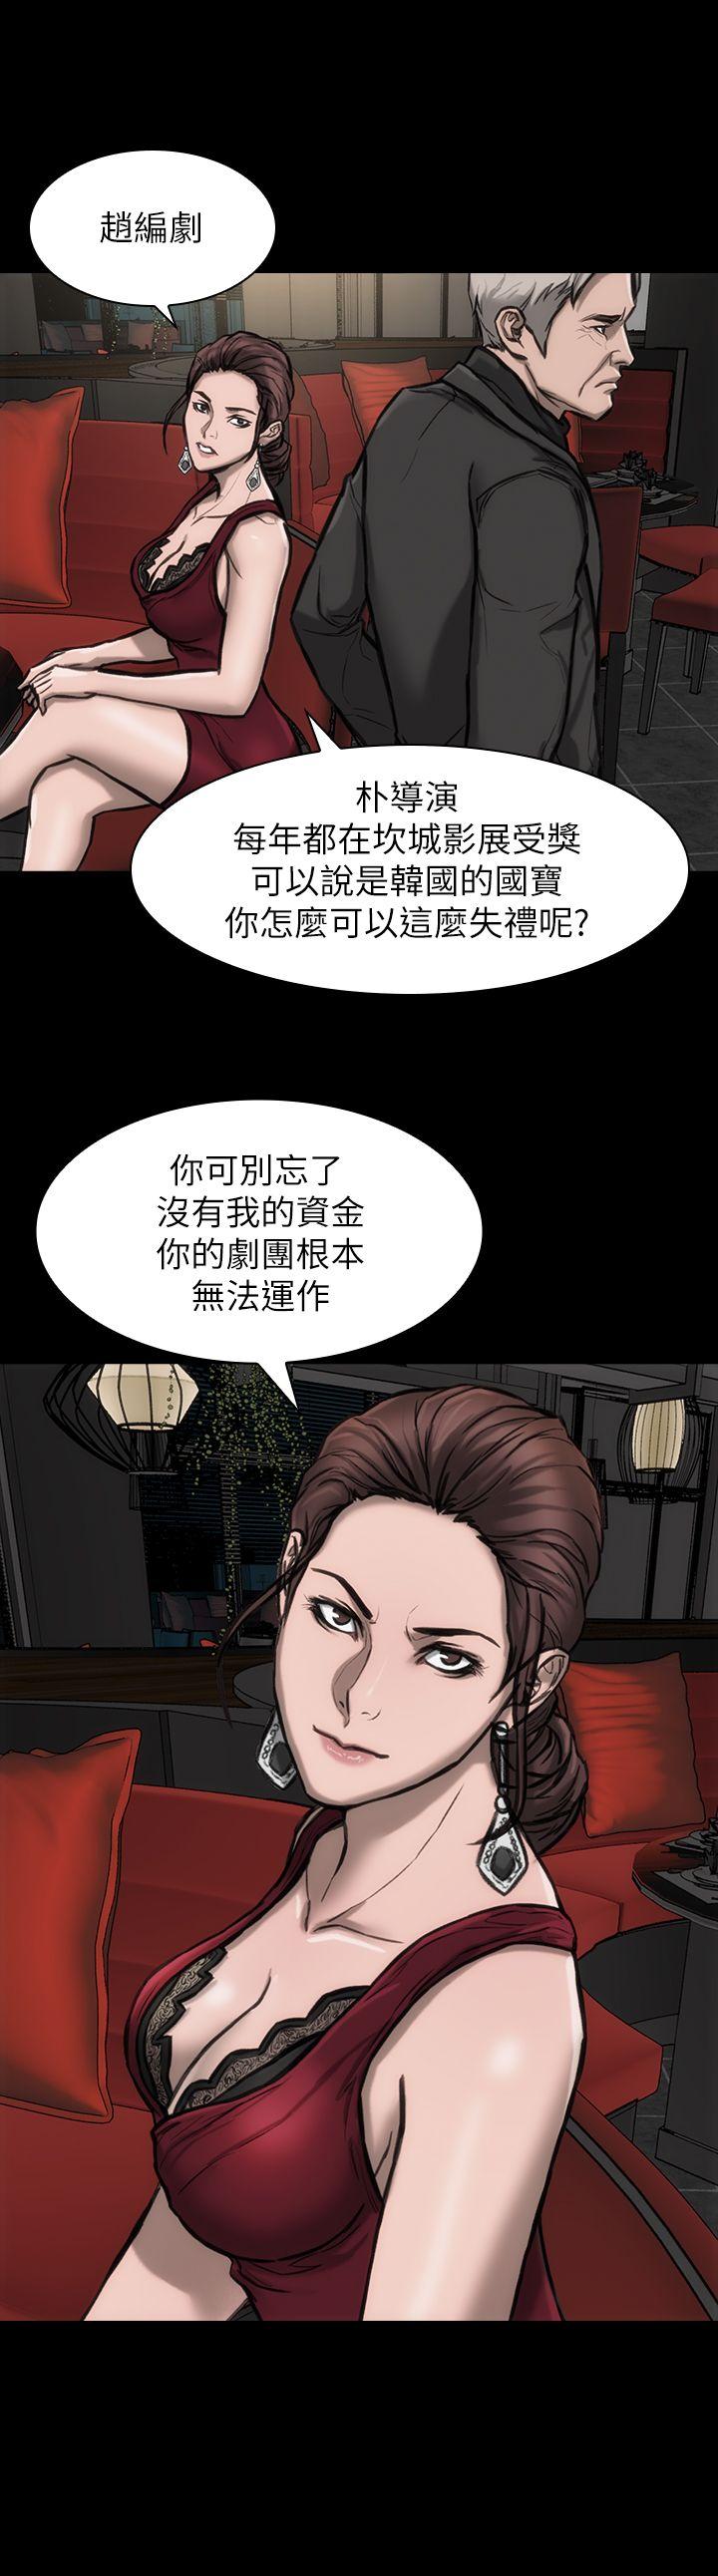 趙編劇
朴導演
每年都在坎城影展受獎
可以說是韓國的國寶
你怎麼可以這麼失禮呢?
你可別忘了
沒有我的資金
你的劇團根本
無法運作